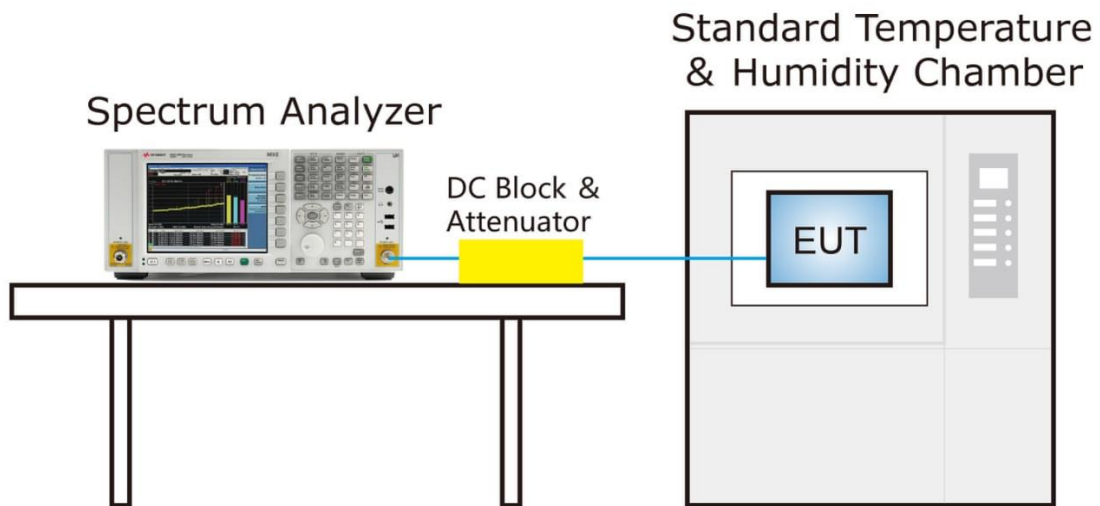 Standard Temperature
& Humidity Chamber
Spectrum Analyzer
DC Block &
Attenuator
EUT